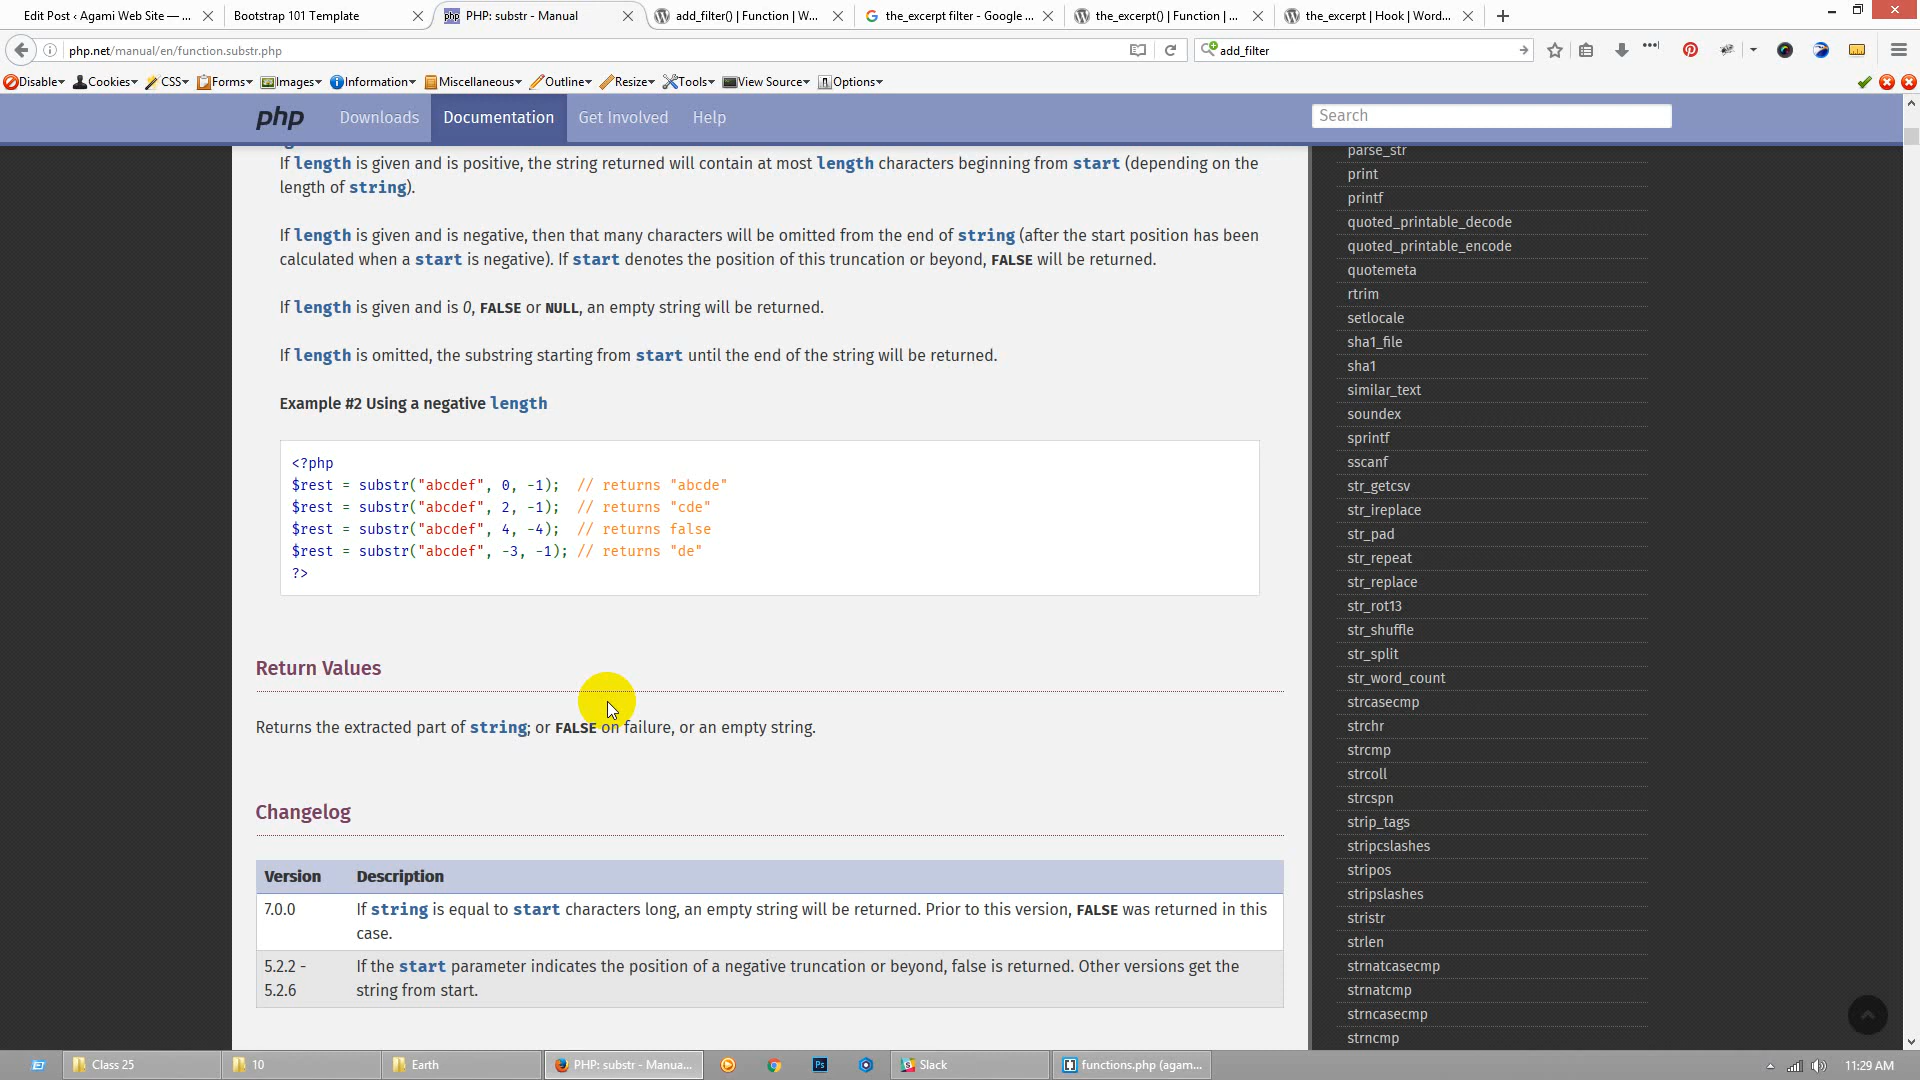 Edit Post ‹ Agami Web Site — ...
Bootstrap 101 Template
php PHP: substr - Manual
add_filter() | Function | W...
the_excerpt filter - Google ...
the_excerpt() | Function | ...
the_excerpt | Hook | Word...
php.net/manual/en/function.substr.php
add_filter
Disable
Cookies
CSS
Forms
Images
Information
Miscellaneous
Outline
Resize
Tools
View Source
Options
php
Downloads
Documentation
Get Involved
Help
Search
If length is given and is positive, the string returned will contain at most length characters beginning from start (depending on the
length of string).
If length is given and is negative, then that many characters will be omitted from the end of string (after the start position has been
calculated when a start is negative). If start denotes the position of this truncation or beyond, FALSE will be returned.
If length is given and is 0, FALSE or NULL, an empty string will be returned.
If length is omitted, the substring starting from start until the end of the string will be returned.
Example #2 Using a negative length
<?php
$rest = substr("abcdef", 0, -1);  // returns "abcde"
$rest = substr("abcdef", 2, -1);  // returns "cde"
$rest = substr("abcdef", 4, -4);  // returns false
$rest = substr("abcdef", -3, -1); // returns "de"
?>
Return Values
Returns the extracted part of string; or FALSE on failure, or an empty string.
Changelog
Version Description
7.0.0 If string is equal to start characters long, an empty string will be returned. Prior to this version, FALSE was returned in this
case.
5.2.2 - If the start parameter indicates the position of a negative truncation or beyond, false is returned. Other versions get the
5.2.6 string from start.
parse_str
print
printf
quoted_printable_decode
quoted_printable_encode
quotemeta
rtrim
setlocale
sha1_file
sha1
similar_text
soundex
sprintf
sscanf
str_getcsv
str_ireplace
str_pad
str_repeat
str_replace
str_rot13
str_shuffle
str_split
str_word_count
strcasecmp
strchr
strcmp
strcoll
strcspn
strip_tags
stripcslashes
stripos
stripslashes
stristr
strlen
strnatcasecmp
strnatcmp
strncasecmp
strncmp
Class 25
10
Earth
PHP: substr - Manua...
Ps
Slack
functions.php (agam...
11:29 AM